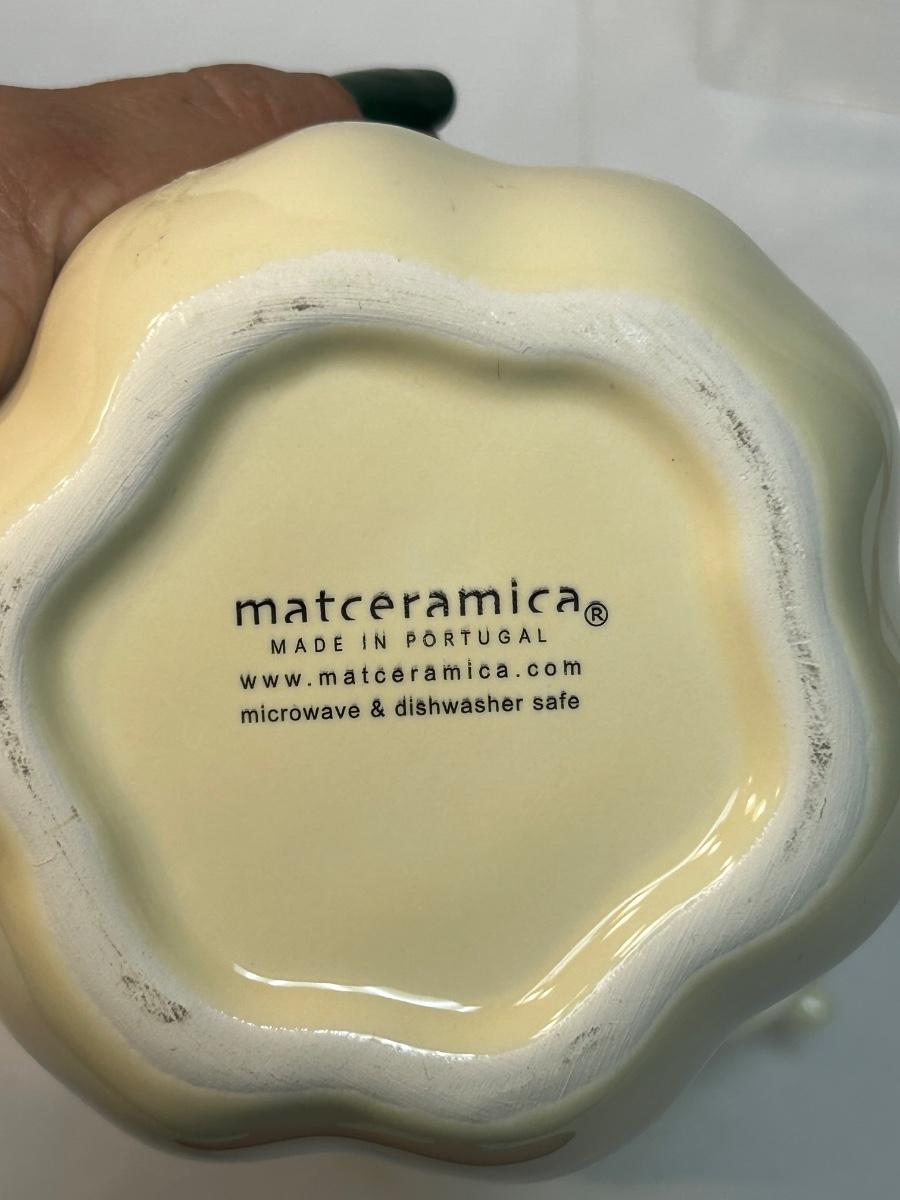 matceramica®
MADE IN PORTUGAL
www.matceramica.com
microwave & dishwasher safe